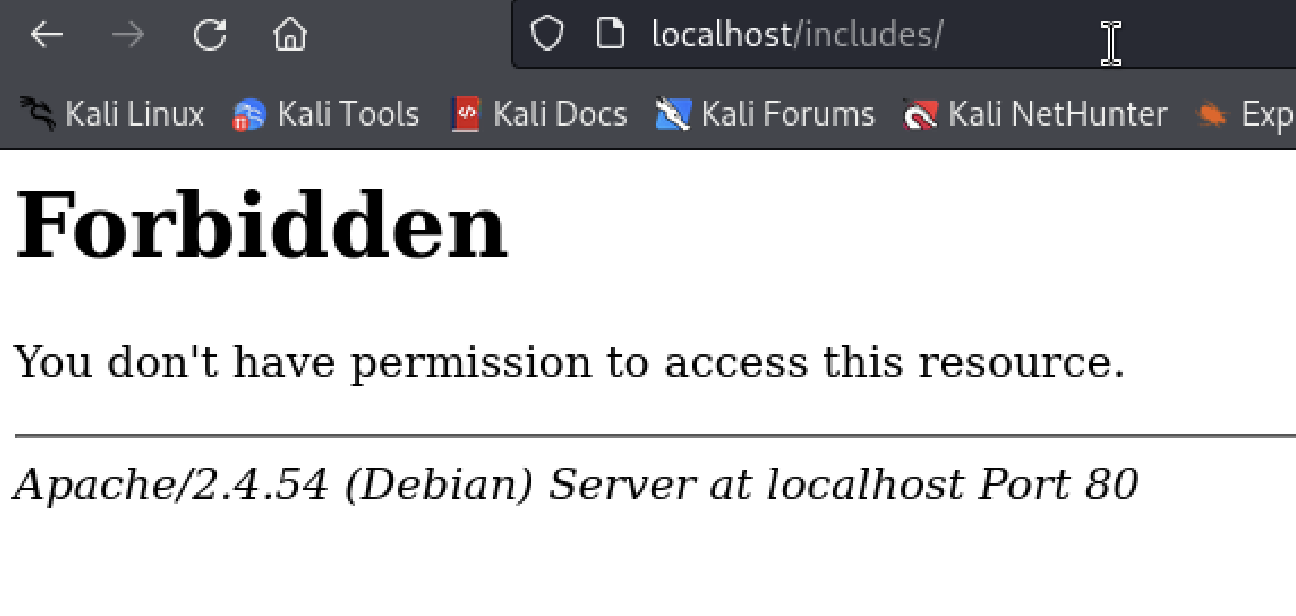 localhost/includes/
Kali Linux Kali Tools Kali Docs Kali Forums Kali NetHunter Exp
Forbidden
You don't have permission to access this resource.
Apache/2.4.54 (Debian) Server at localhost Port 80